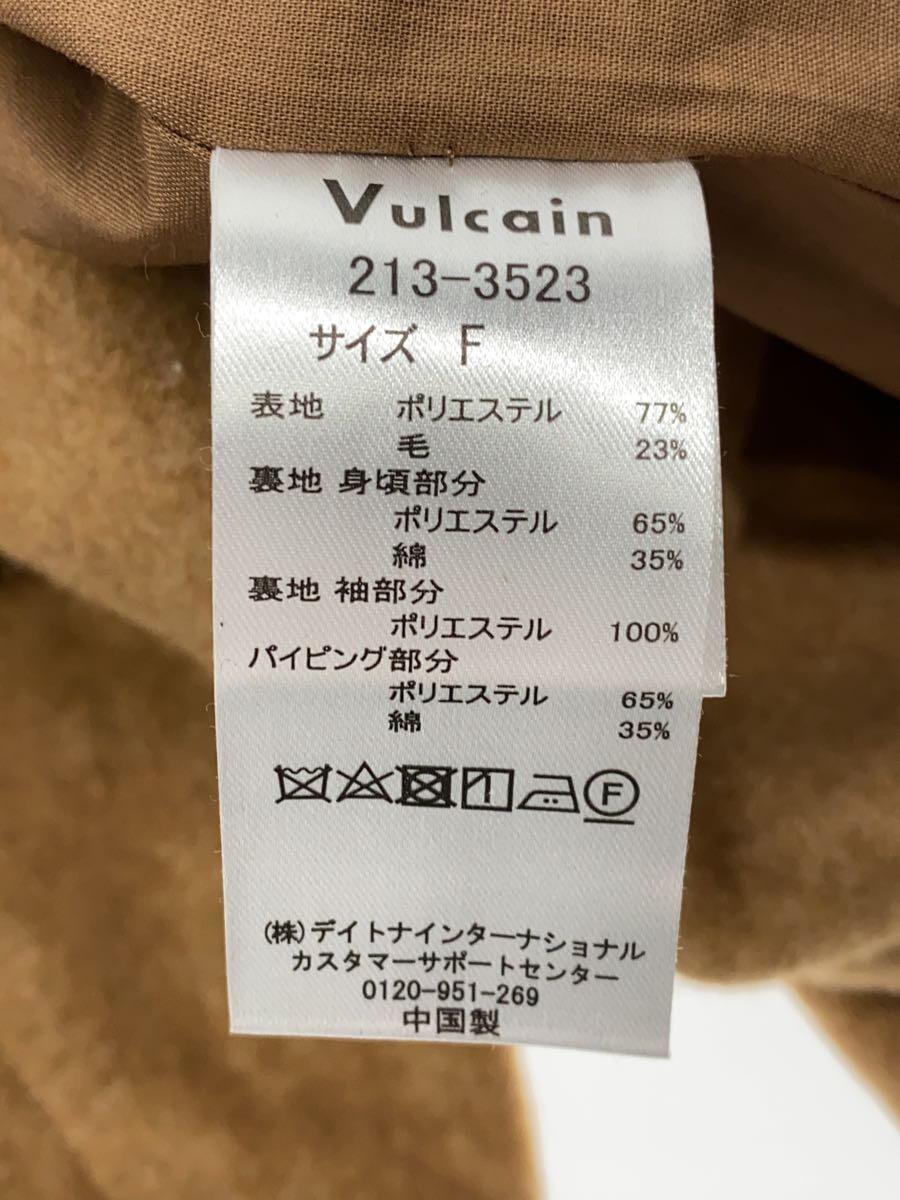 Vulcain
213-3523
サイズ F
表地 ポリエステル 77%
毛 23%
裏地 身頃部分
ポリエステル 65%
綿 35%
裏地 袖部分
ポリエステル 100%
パイピング部分
ポリエステル 65%
綿 35%
F
(株)デイトナインターナショナル
カスタマーサポートセンター
0120-951-269
中国製